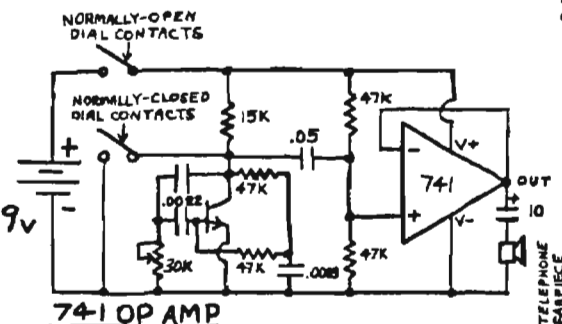 NORMALLY-OPEN
DIAL CONTACTS
NORMALLY-CLOSED
DIAL CONTACTS
+
-
9V
15K
.05
47K
47K
.0022
47K
30K
47K
-
+
741
V+
V-
OUT
+
10
47K
TELEPHONE
EARPIECE
741 OP AMP